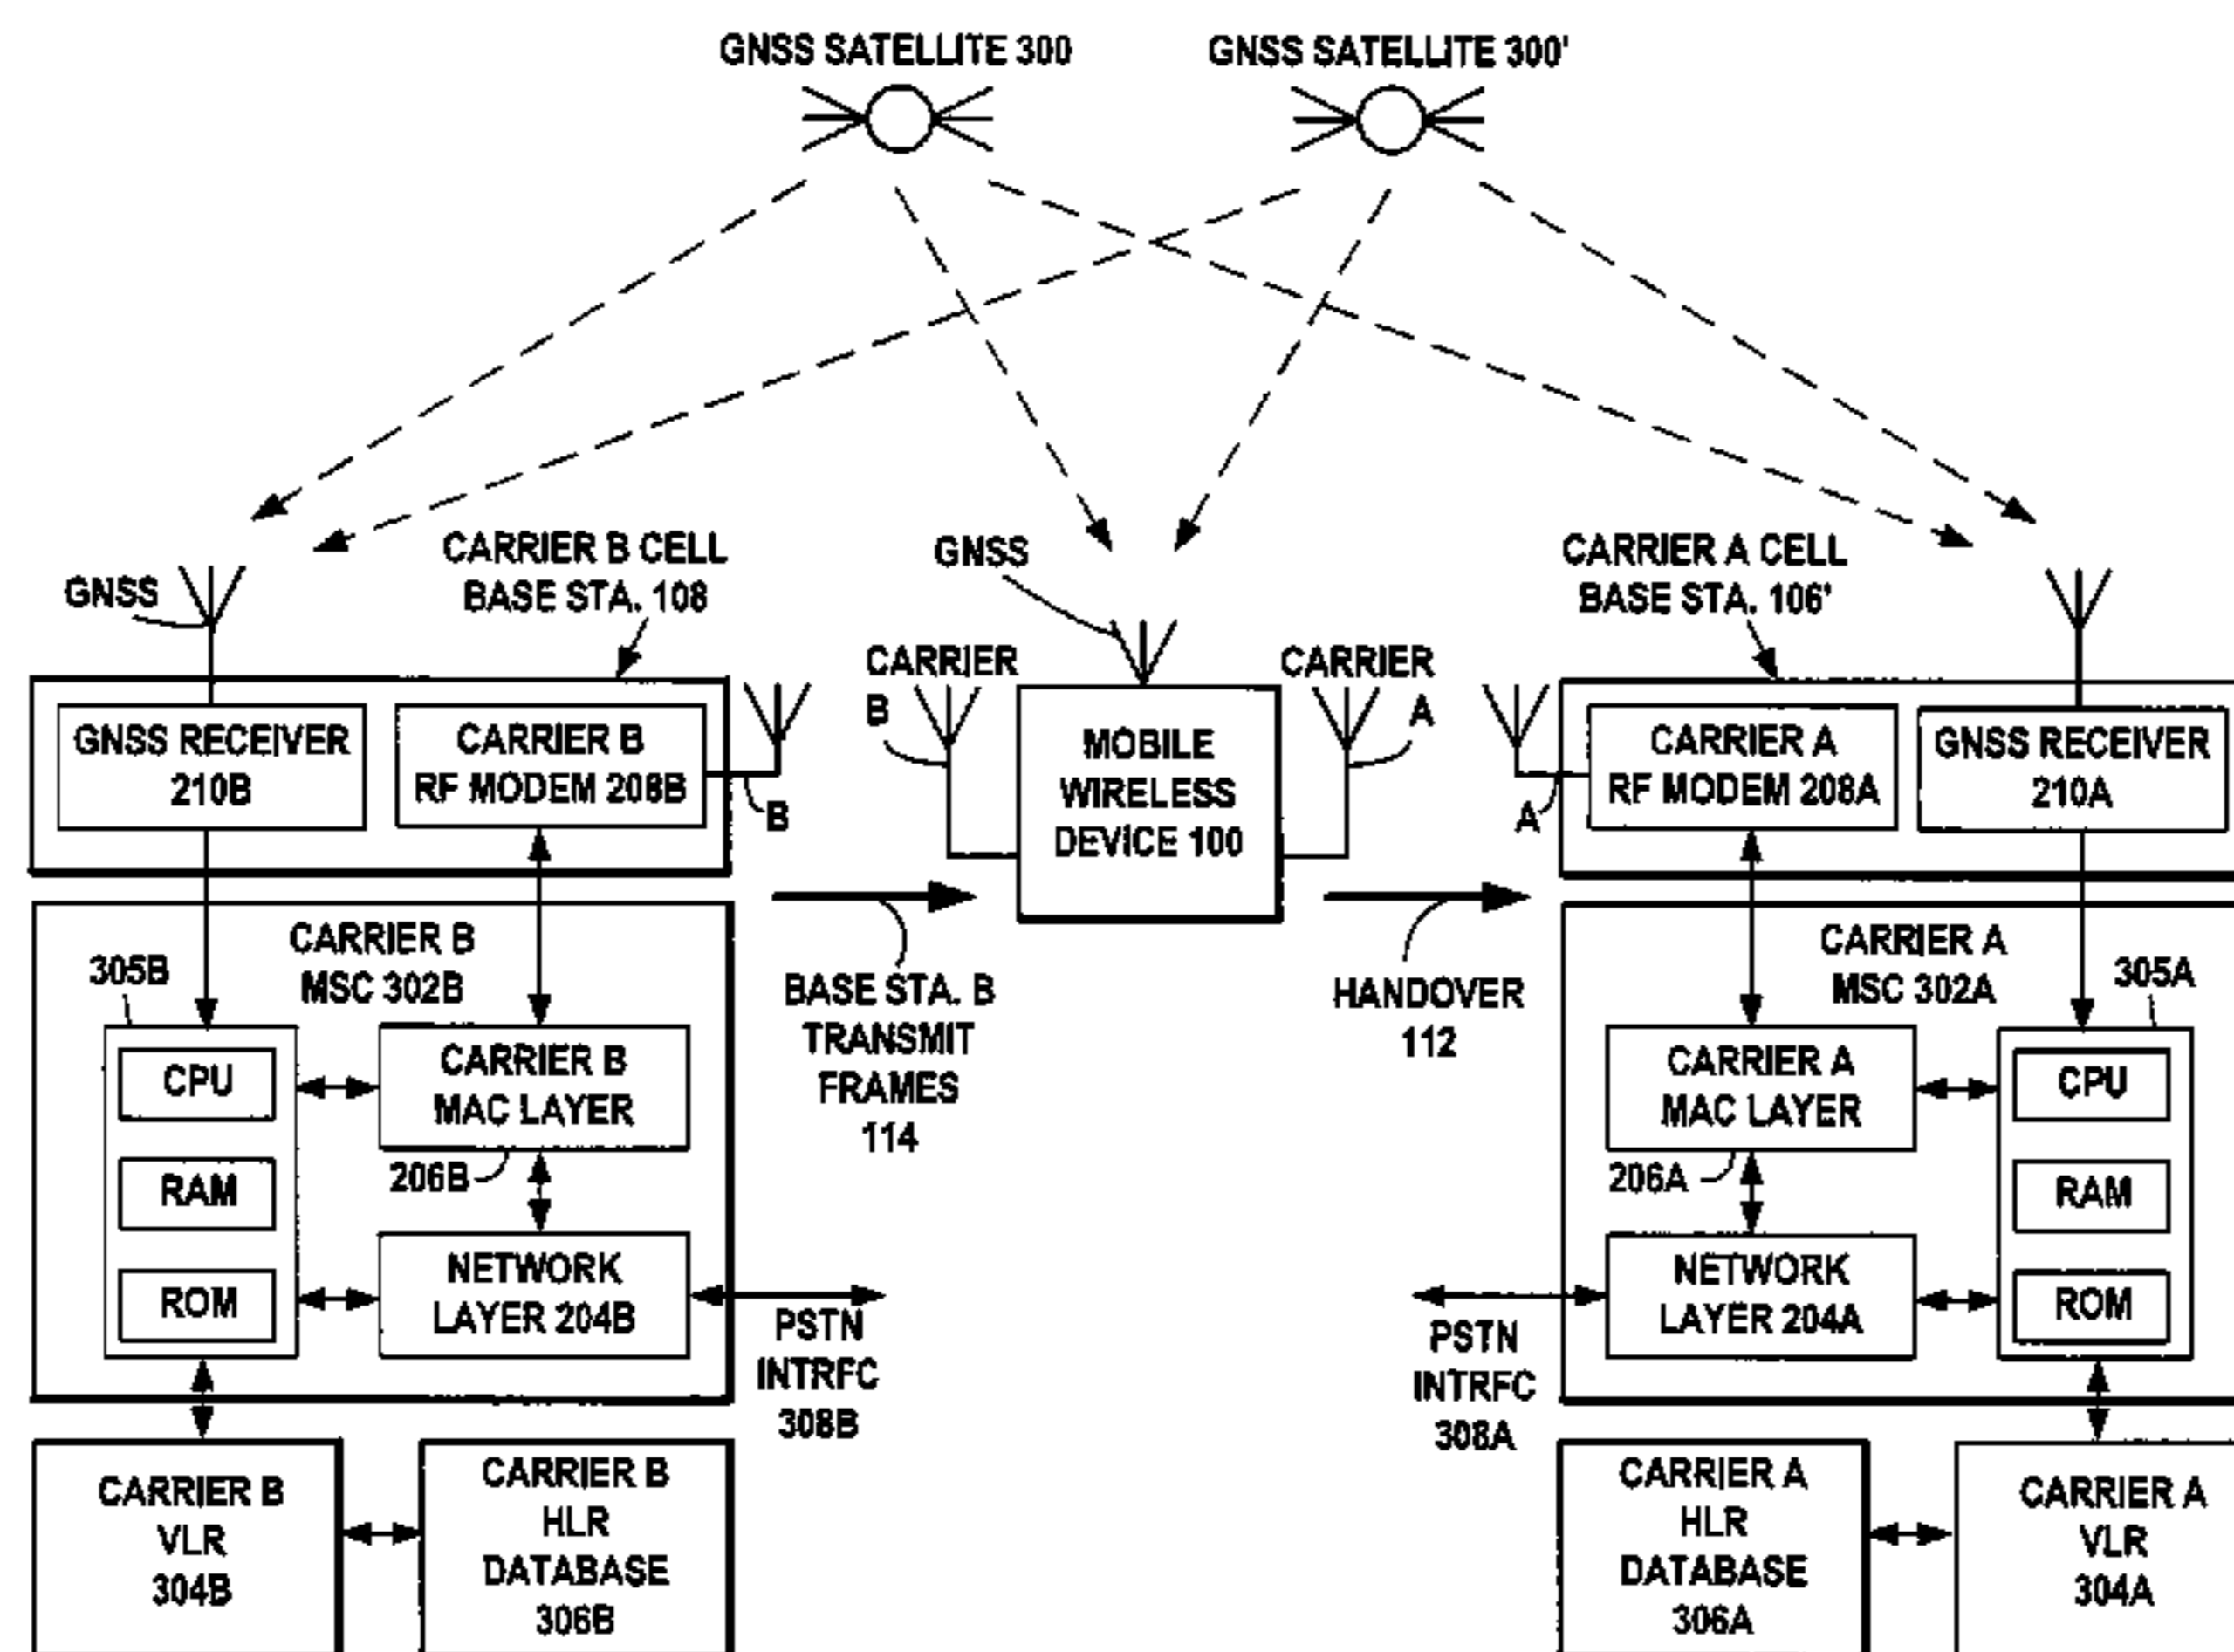 GNSS SATELLITE 300
GNSS SATELLITE 300'
GNSS
CARRIER B CELL
BASE STA. 108
GNSS
CARRIER A CELL
BASE STA. 106'
GNSS RECEIVER
210B
CARRIER B
RF MODEM 208B
B
CARRIER
B
MOBILE
WIRELESS
DEVICE 100
CARRIER
A
A
CARRIER A
RF MODEM 208A
GNSS RECEIVER
210A
CARRIER B
MSC 302B
305B
CPU
RAM
ROM
CARRIER B
MAC LAYER
206B
NETWORK
LAYER 204B
BASE STA. B
TRANSMIT
FRAMES
114
HANDOVER
112
PSTN
INTRFC
308B
PSTN
INTRFC
308A
CARRIER A
MSC 302A
305A
CARRIER A
MAC LAYER
206A
NETWORK
LAYER 204A
CPU
RAM
ROM
CARRIER B
VLR
304B
CARRIER B
HLR
DATABASE
306B
CARRIER A
HLR
DATABASE
306A
CARRIER A
VLR
304A